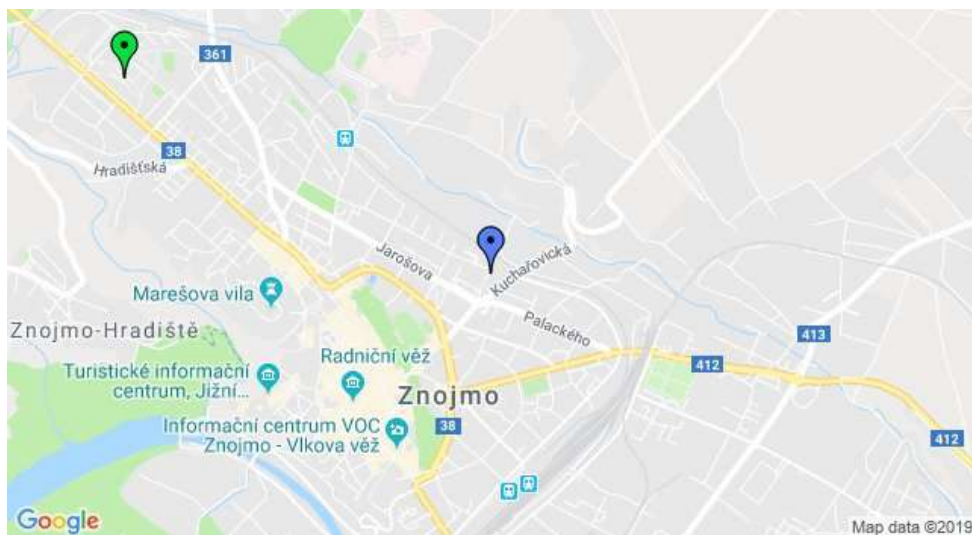 361
38
Hradišťská
Jarošova
Kuchařovická
Marešova vila
Znojmo-Hradiště
Palackého
413
Radniční věž
412
Turistické informační
centrum, Jižní...
Znojmo
Informační centrum VOC
Znojmo - Vlkova věž
38
412
Google
Map data ©2019